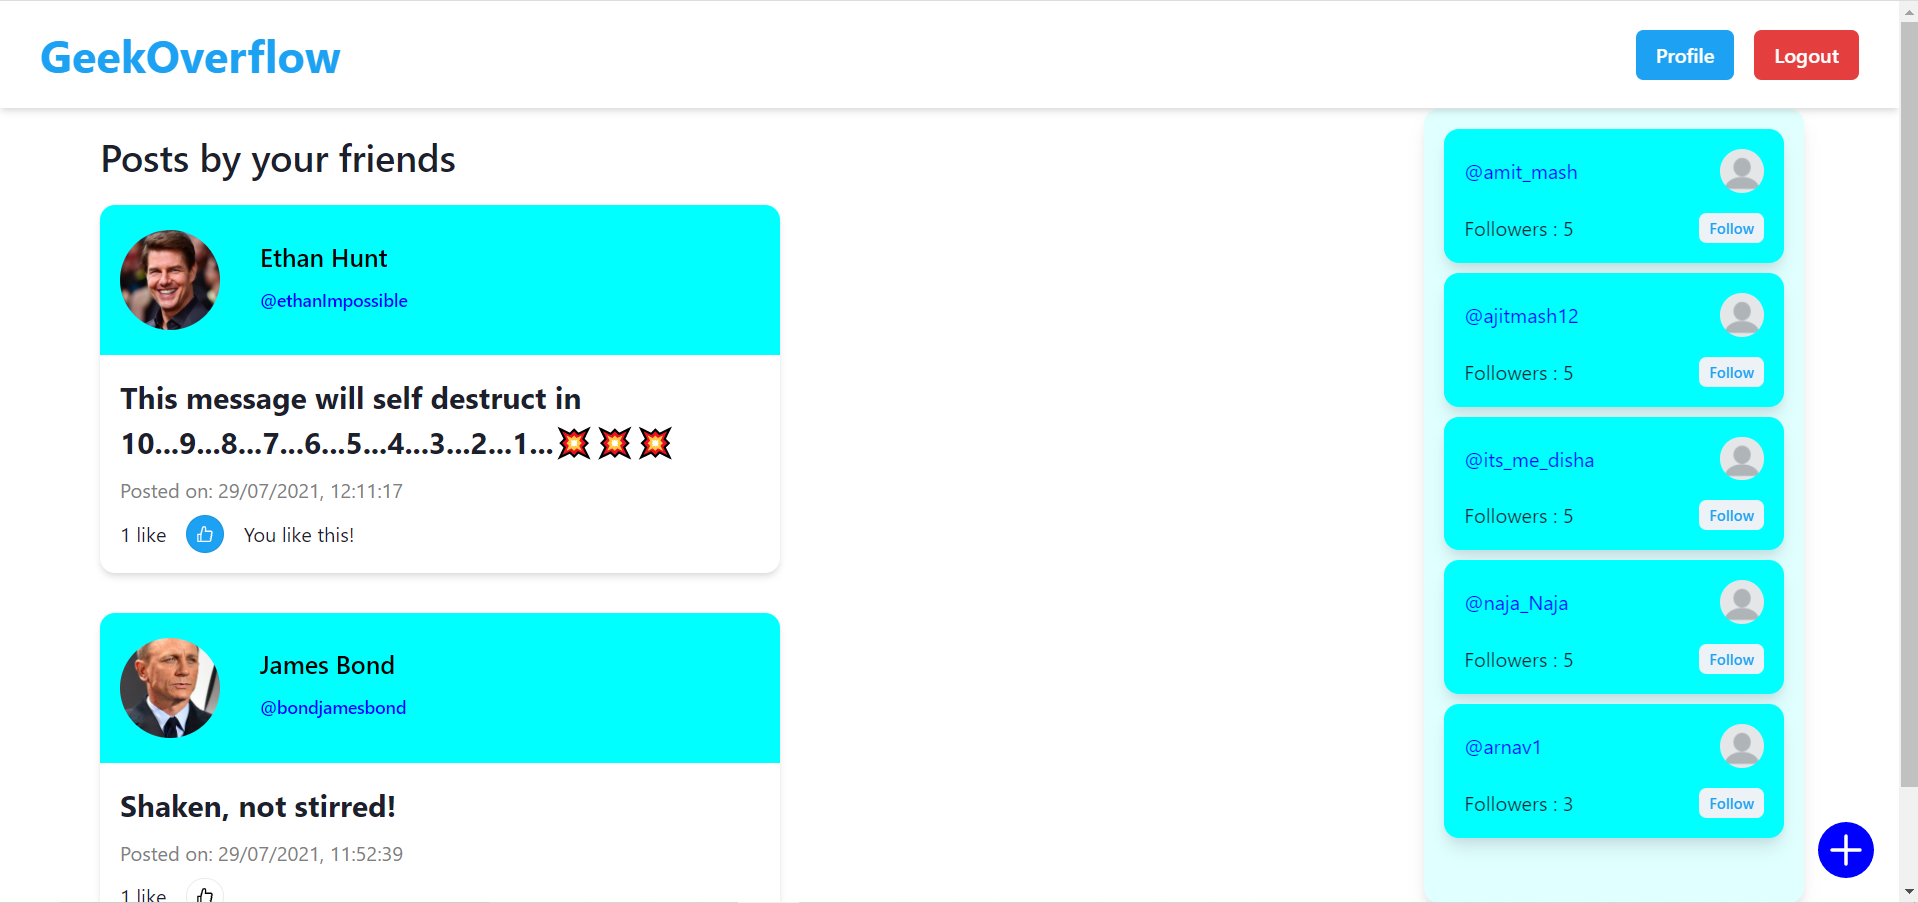 GeekOverflow
Profile
Logout
Posts by your friends
Ethan Hunt
@ethanImpossible
This message will self destruct in
10...9...8...7...6...5...4...3...2...1...💥💥💥
Posted on: 29/07/2021, 12:11:17
1 like
You like this!
James Bond
@bondjamesbond
Shaken, not stirred!
Posted on: 29/07/2021, 11:52:39
1 like
@amit_mash
Followers : 5
Follow
@ajitmash12
Followers : 5
Follow
@its_me_disha
Followers : 5
Follow
@naja_Naja
Followers : 5
Follow
@arnav1
Followers : 3
Follow